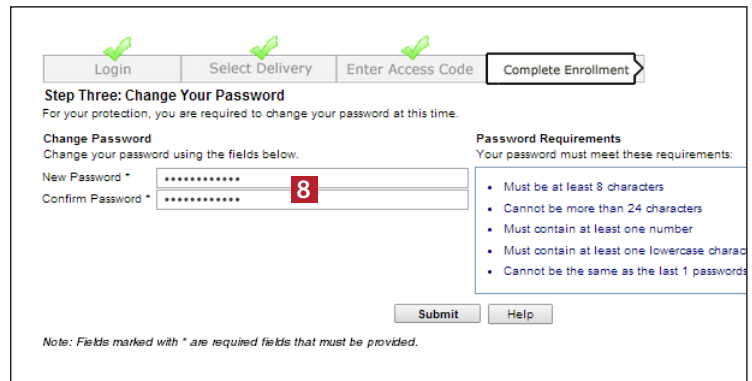 Login Select Delivery Enter Access Code Complete Enrollment
Step Three: Change Your Password
For your protection, you are required to change your password at this time.
Change Password
Change your password using the fields below.
New Password * ••••••••••••
Confirm Password * ••••••••••••
8
Password Requirements
Your password must meet these requirements:
• Must be at least 8 characters
• Cannot be more than 24 characters
• Must contain at least one number
• Must contain at least one lowercase charac
• Cannot be the same as the last 1 passwords
Submit Help
Note: Fields marked with * are required fields that must be provided.